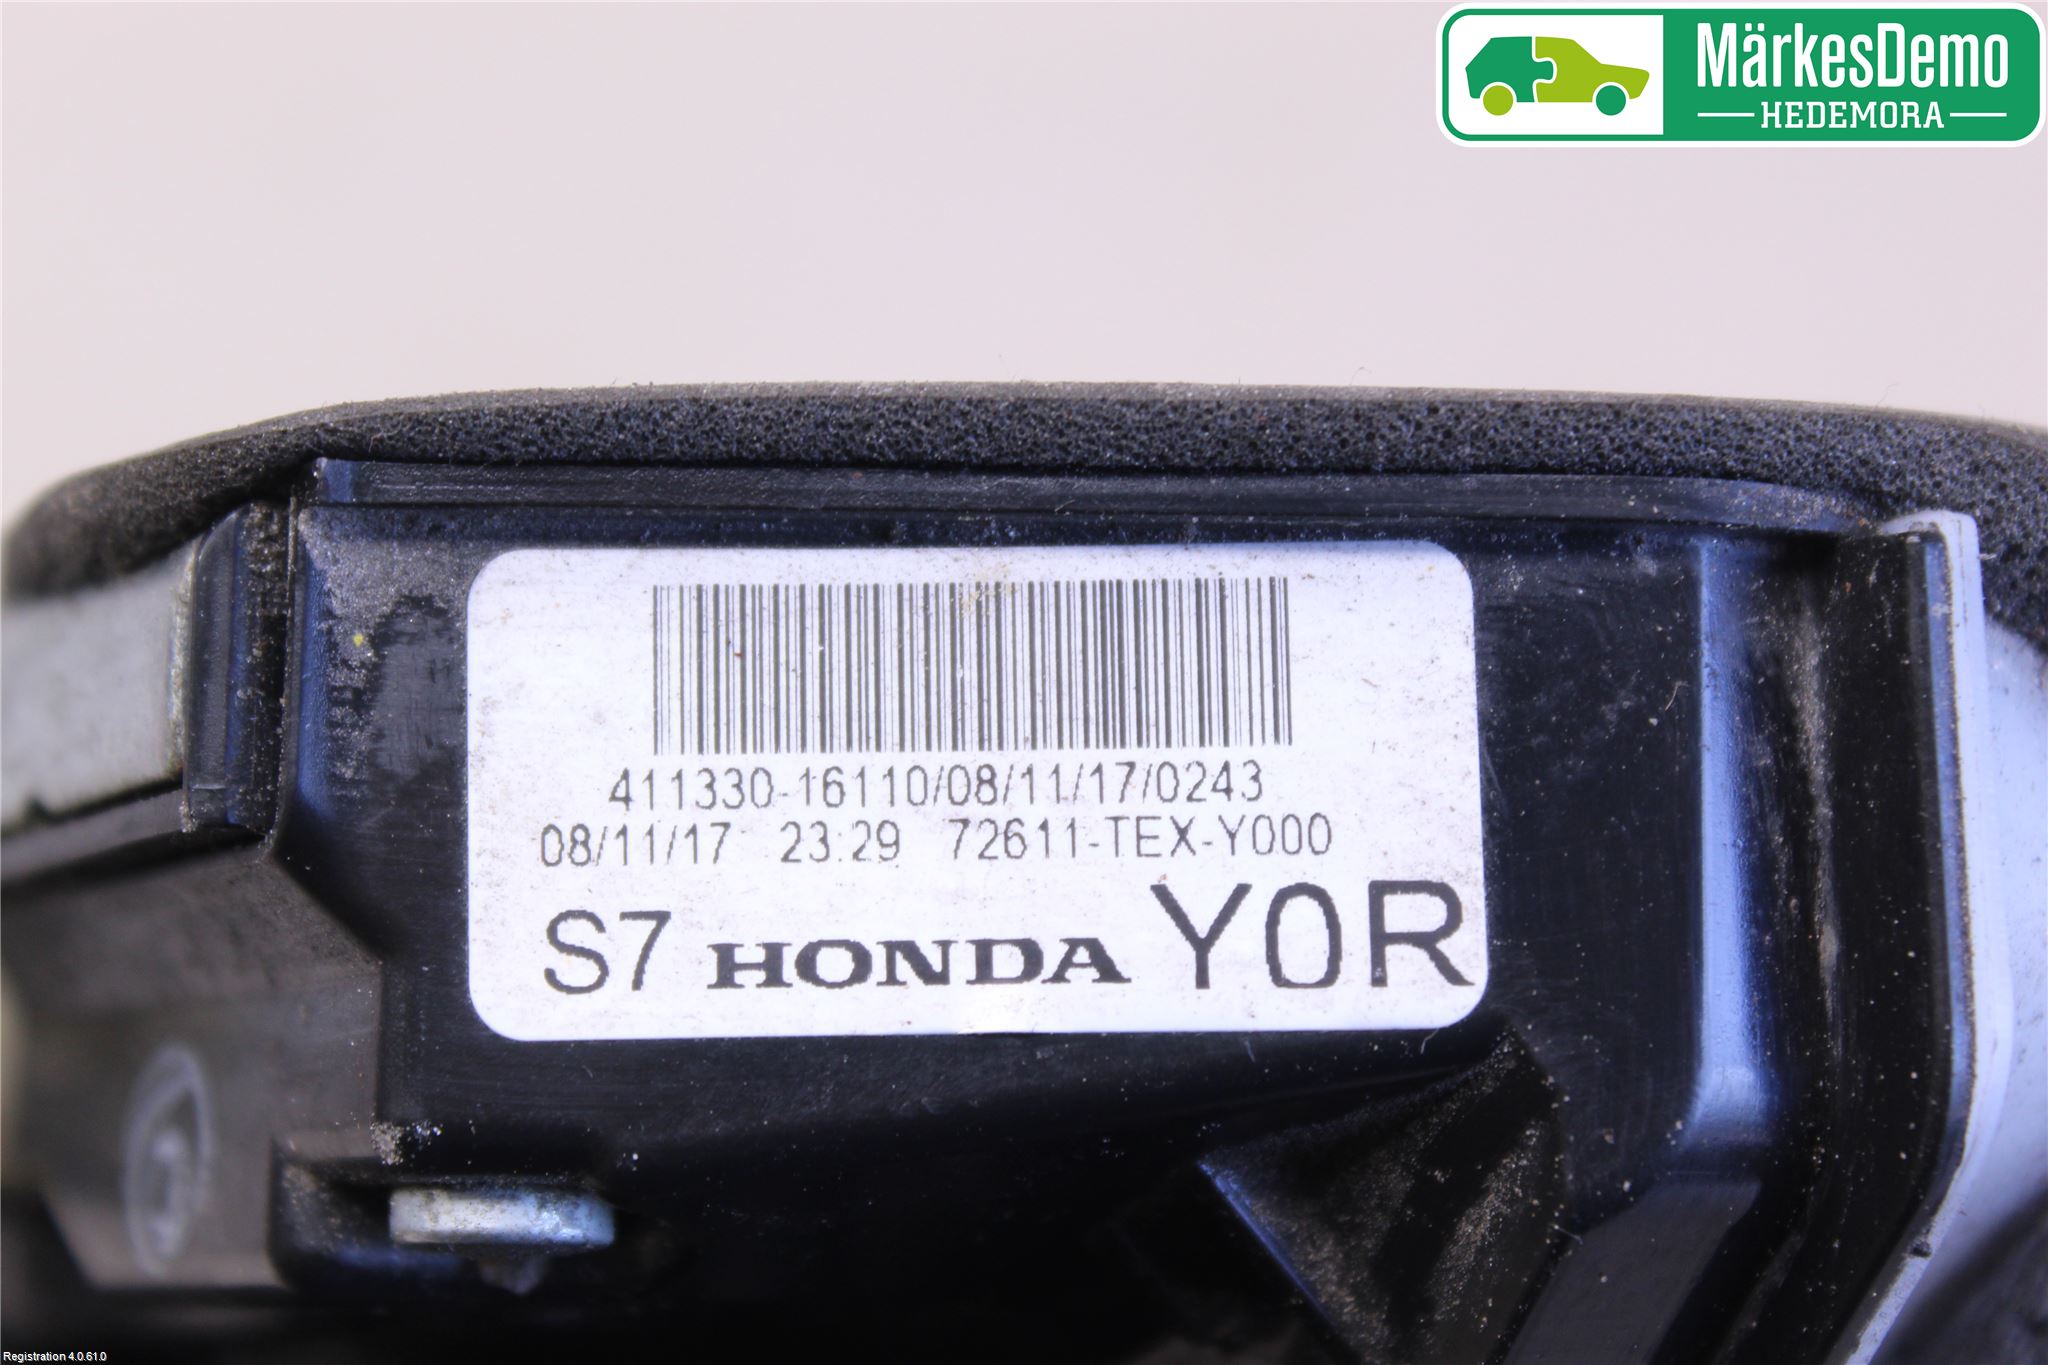 MärkesDemo
HEDEMORA
411330-16110/08/11/17/0243
08/11/17 23:29 72611-TEX-Y000
S7 HONDA Y0R
Registration 4.0.61.0